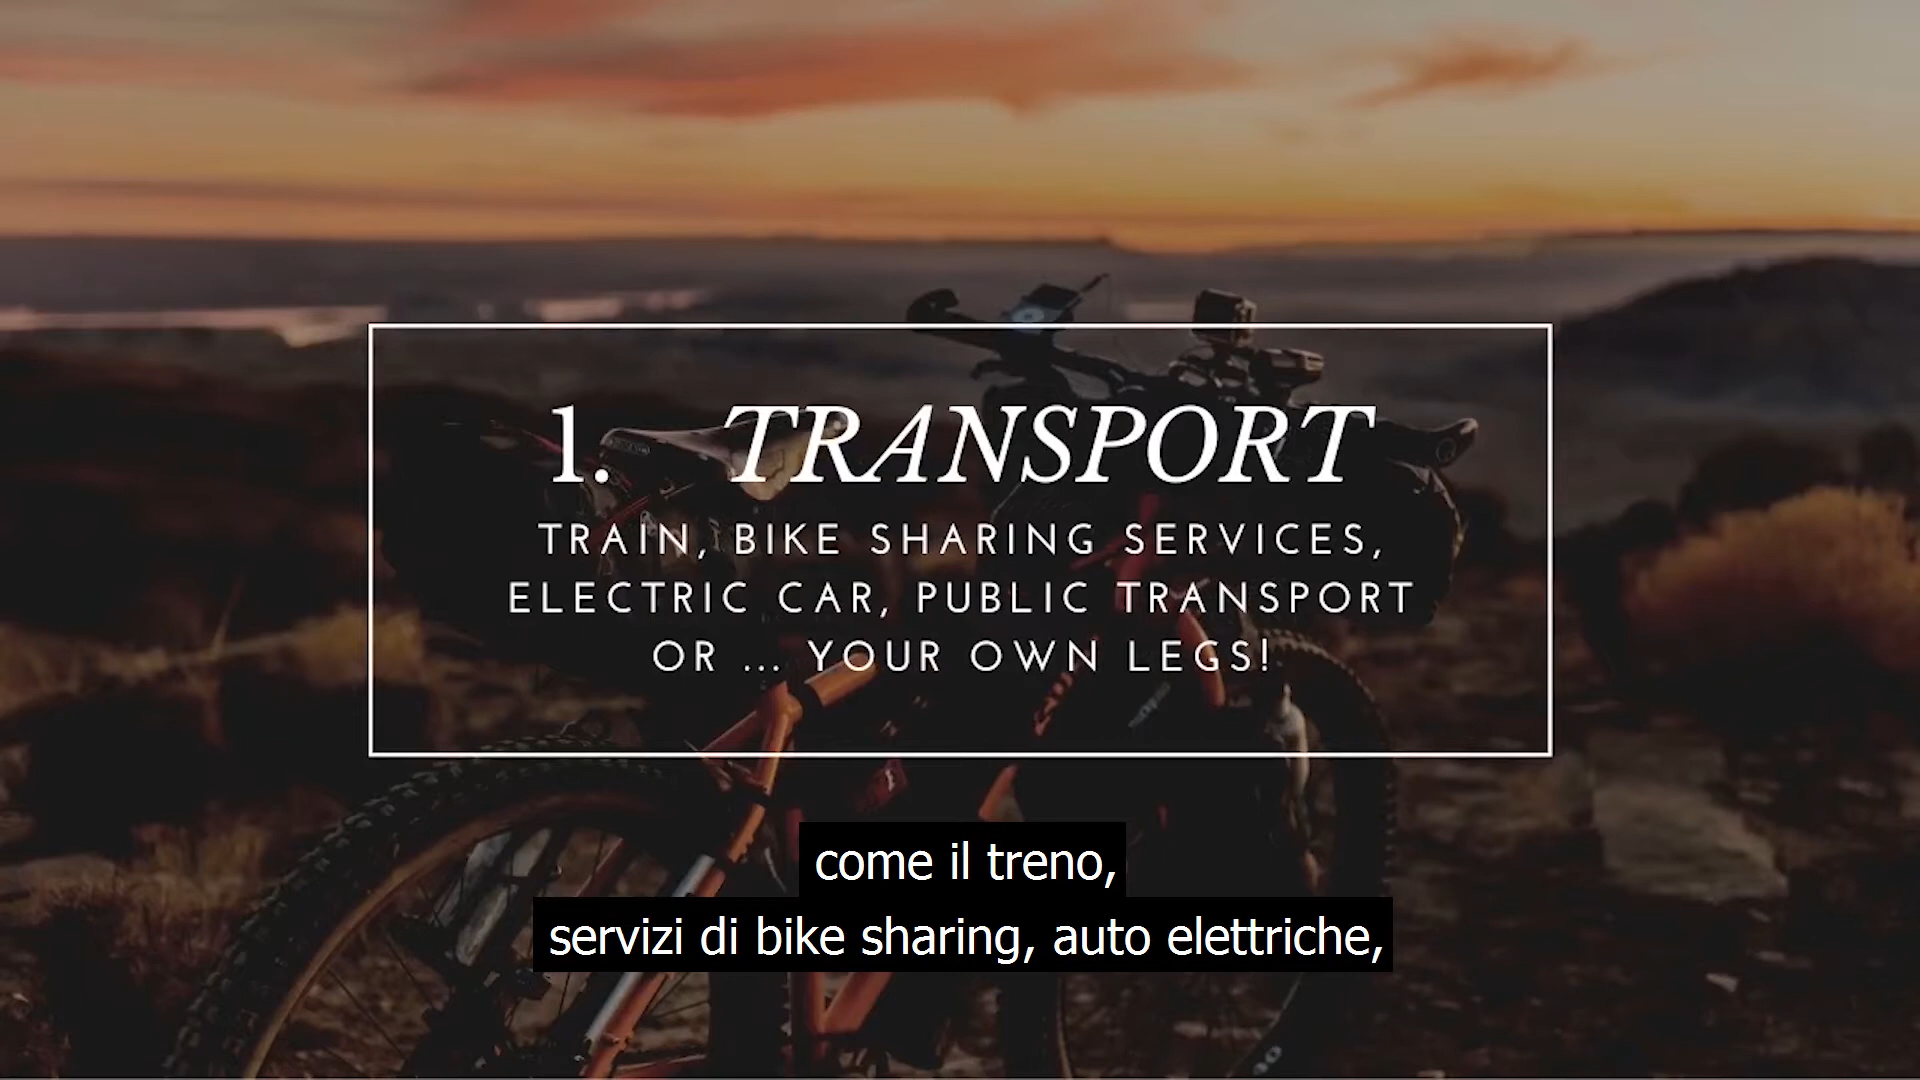 1. TRANSPORT
TRAIN, BIKE SHARING SERVICES,
ELECTRIC CAR, PUBLIC TRANSPORT
OR ... YOUR OWN LEGS!
come il treno,
servizi di bike sharing, auto elettriche,